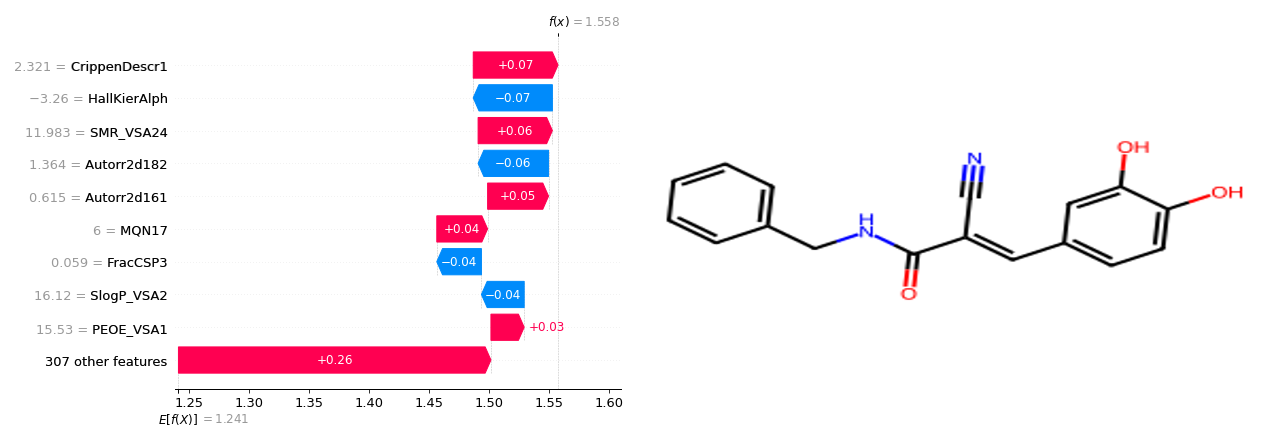 f(x) = 1.558
2.321 = CrippenDescr1
+0.07
−3.26 = HallKierAlph
−0.07
11.983 = SMR_VSA24
+0.06
1.364 = Autorr2d182
−0.06
0.615 = Autorr2d161
+0.05
6 = MQN17
+0.04
0.059 = FracCSP3
−0.04
16.12 = SlogP_VSA2
−0.04
15.53 = PEOE_VSA1
+0.03
307 other features
+0.26
1.25 1.30 1.35 1.40 1.45 1.50 1.55 1.60
E[f(X)] = 1.241
N
OH
OH
H
N
O